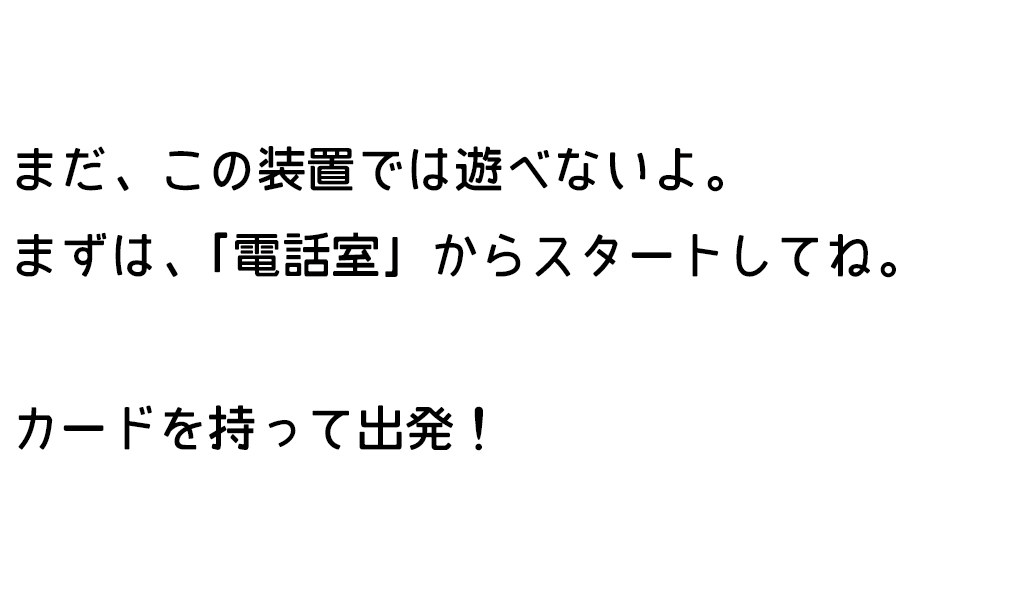 まだ、この装置では遊べないよ。
まずは、「電話室」からスタートしてね。
カードを持って出発！